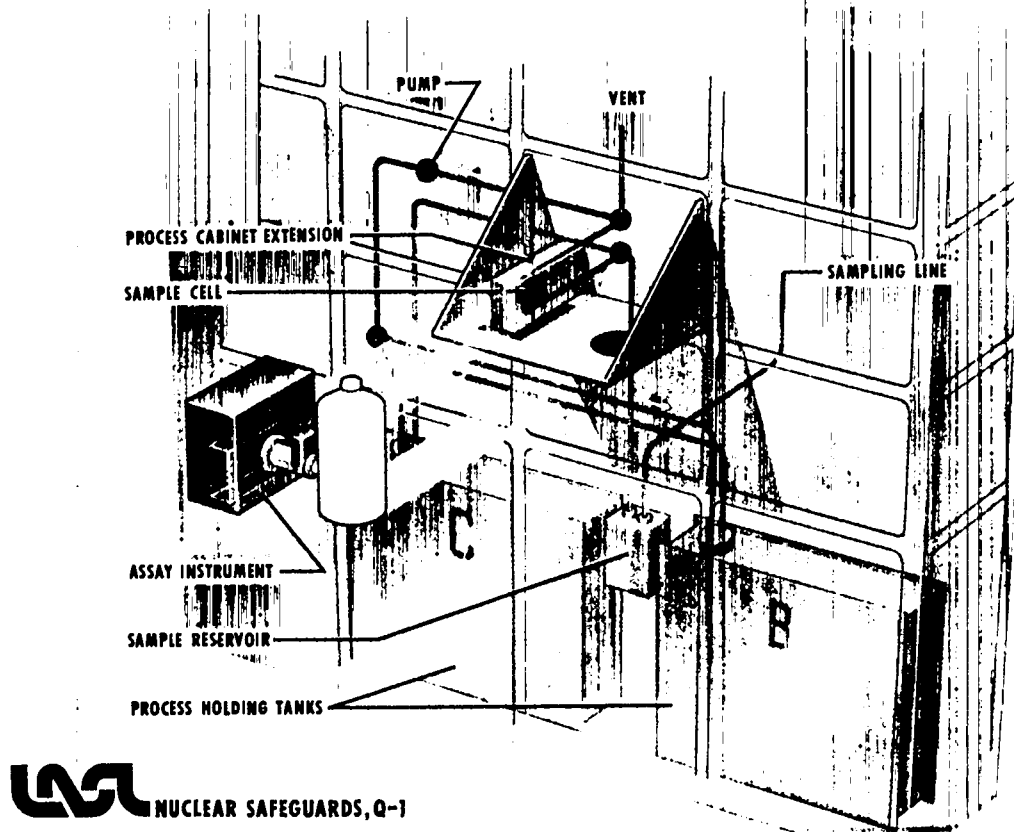 PUMP
VENT
PROCESS CABINET EXTENSION
SAMPLING LINE
SAMPLE CELL
ASSAY INSTRUMENT
SAMPLE RESERVOIR
PROCESS HOLDING TANKS
C
B
LASL NUCLEAR SAFEGUARDS, Q-1